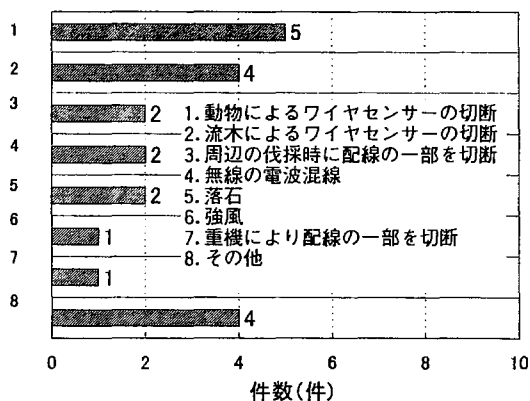 1
5
2
4
3
2
1.動物によるワイヤセンサーの切断
2.流木によるワイヤセンサーの切断
4
2
3.周辺の伐採時に配線の一部を切断
4.無線の電波混線
5
2
5.落石
6
6.強風
1
7.重機により配線の一部を切断
7
8.その他
1
8
4
0 2 4 6 8 10
件数(件)